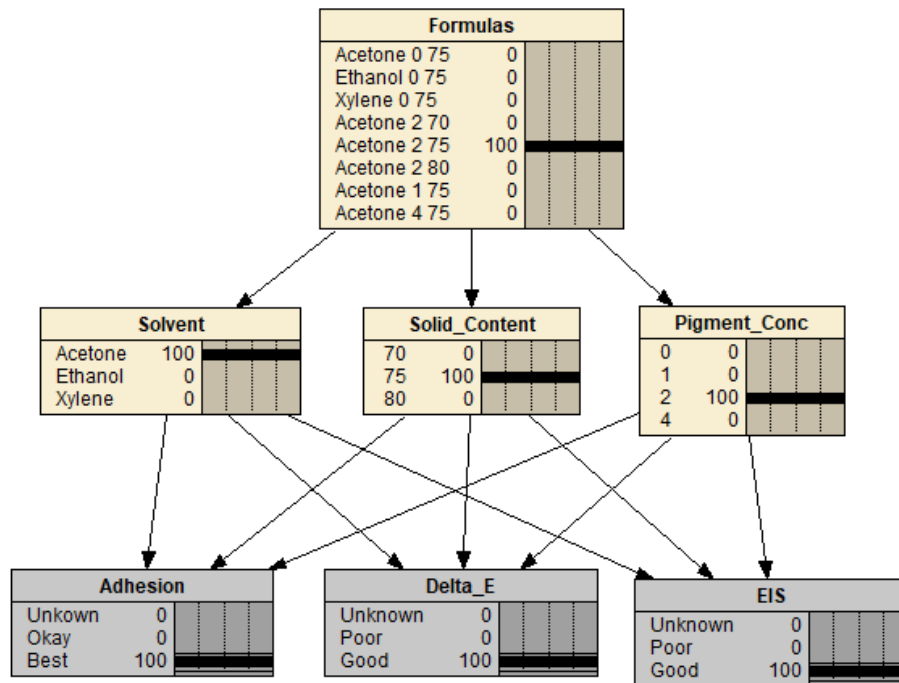 Formulas
Acetone 0 75 0
Ethanol 0 75 0
Xylene 0 75 0
Acetone 2 70 0
Acetone 2 75 100
Acetone 2 80 0
Acetone 1 75 0
Acetone 4 75 0
Solvent
Acetone 100
Ethanol 0
Xylene 0
Solid_Content
70 0
75 100
80 0
Pigment_Conc
0 0
1 0
2 100
4 0
Adhesion
Unkown 0
Okay 0
Best 100
Delta_E
Unknown 0
Poor 0
Good 100
EIS
Unknown 0
Poor 0
Good 100